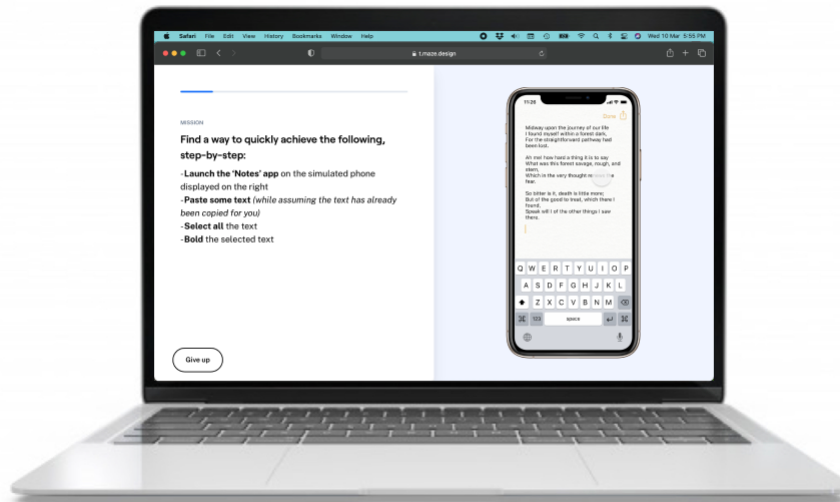 Safari File Edit View History Bookmarks Window Help
Wed 10 Mar 5:55 PM
t.maze.design
MISSION
Find a way to quickly achieve the following,
step-by-step:
- Launch the ‘Notes’ app on the simulated phone
displayed on the right
- Paste some text (while assuming the text has already
been copied for you)
- Select all the text
- Bold the selected text
Give up
11:25
Done
Midway upon the journey of our life
I found myself within a forest dark,
For the straightforward pathway had
been lost.
Ah me! how hard a thing it is to say
What was this forest savage, rough, and
stern,
Which in the very thought the
fear.
So bitter is it, death is little more;
But of the good to treat, which there I
found,
Speak will I of the other things I saw
there.
Q W E R T Y U I O P
A S D F G H J K L
Z X C V B N M
123 space